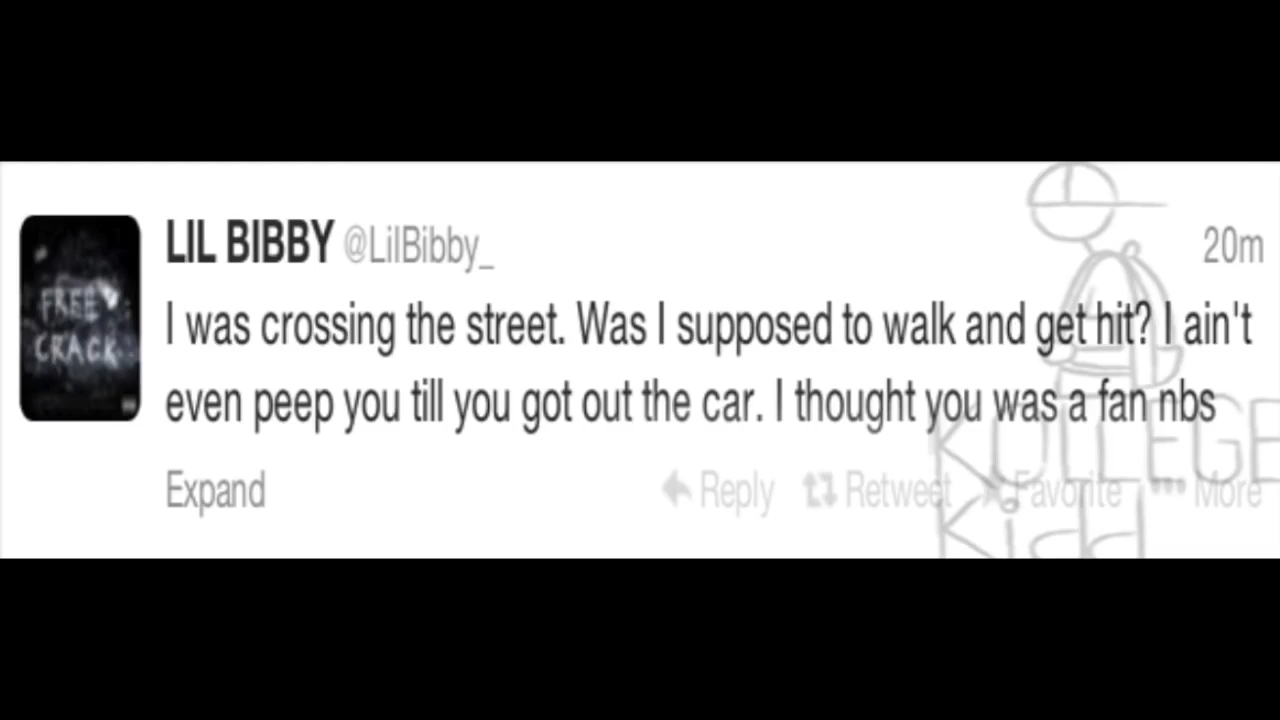 FREE
CRACK
LIL BIBBY @LilBibby_ 20m
I was crossing the street. Was I supposed to walk and get hit? I ain't
even peep you till you got out the car. I thought you was a fan nbs
Expand Reply Retweet Favorite More
KOLLEGE
Kidd